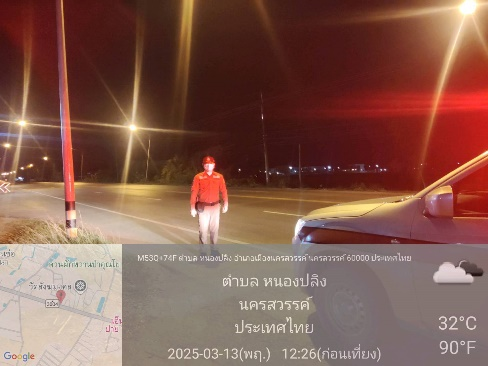 M53Q+74F ตำบล หนองปลิง อำเภอเมืองนครสวรรค์ นครสวรรค์ 60000 ประเทศไทย
ตำบล หนองปลิง
นครสวรรค์
ประเทศไทย
2025-03-13(พฤ.) 12:26(ก่อนเที่ยง)
32°C
90°F
Google